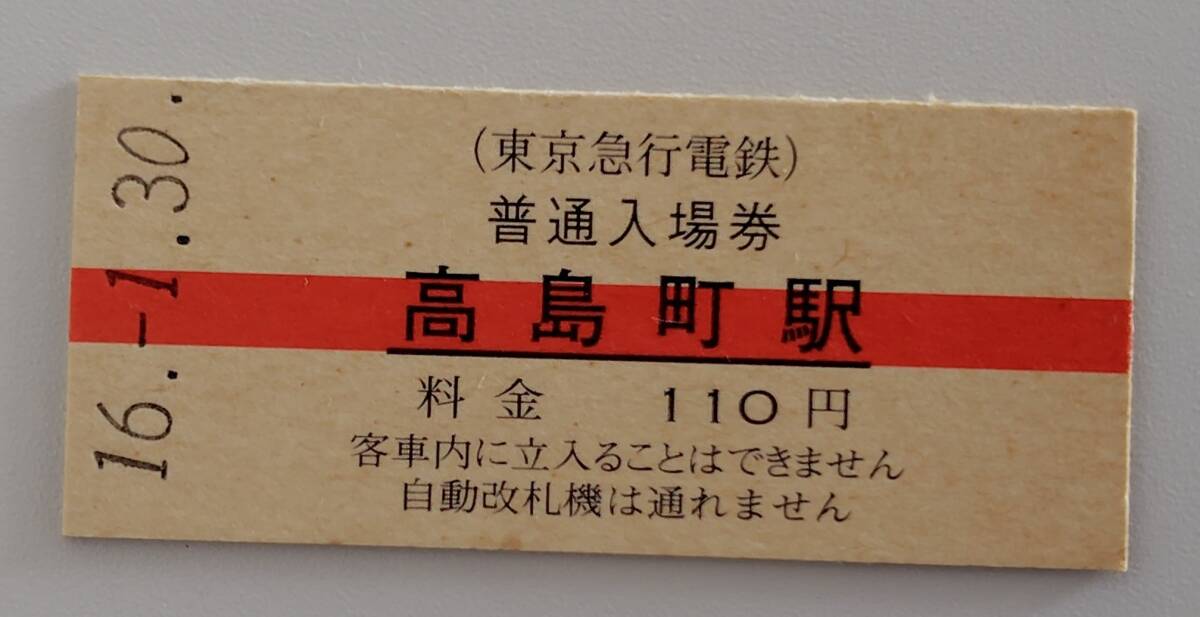 16.-1.30.
(東京急行電鉄)
普通入場券
高島町駅
料金 110円
客車内に立入ることはできません
自動改札機は通れません